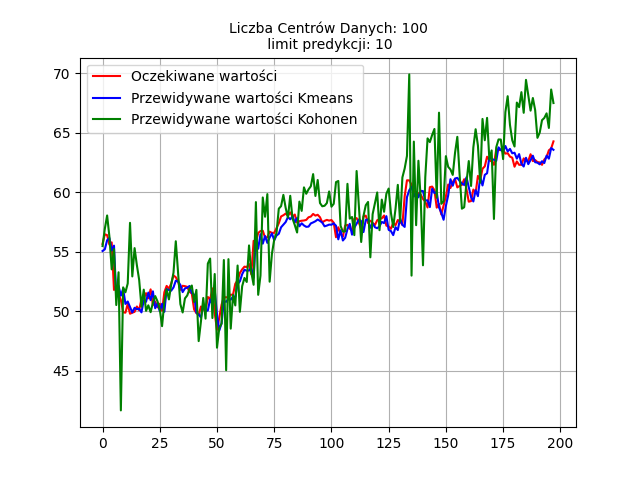 Liczba Centrów Danych: 100
limit predykcji: 10
Oczekiwane wartości
Przewidywane wartości Kmeans
Przewidywane wartości Kohonen
70
65
60
55
50
45
0 25 50 75 100 125 150 175 200